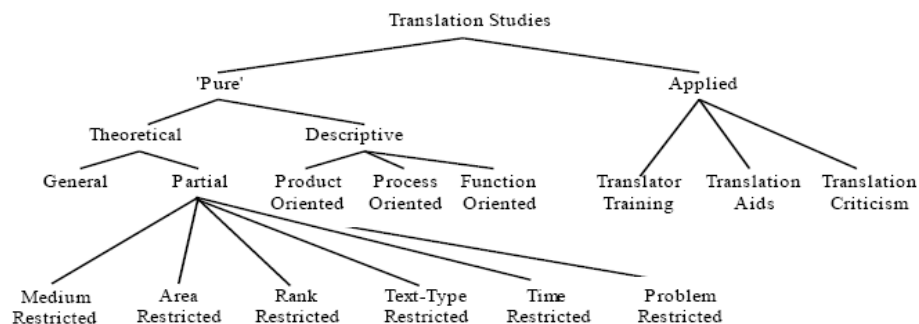 Translation Studies
'Pure'
Applied
Theoretical
Descriptive
General
Partial
Product
Oriented
Process
Oriented
Function
Oriented
Translator
Training
Translation
Aids
Translation
Criticism
Medium
Restricted
Area
Restricted
Rank
Restricted
Text-Type
Restricted
Time
Restricted
Problem
Restricted